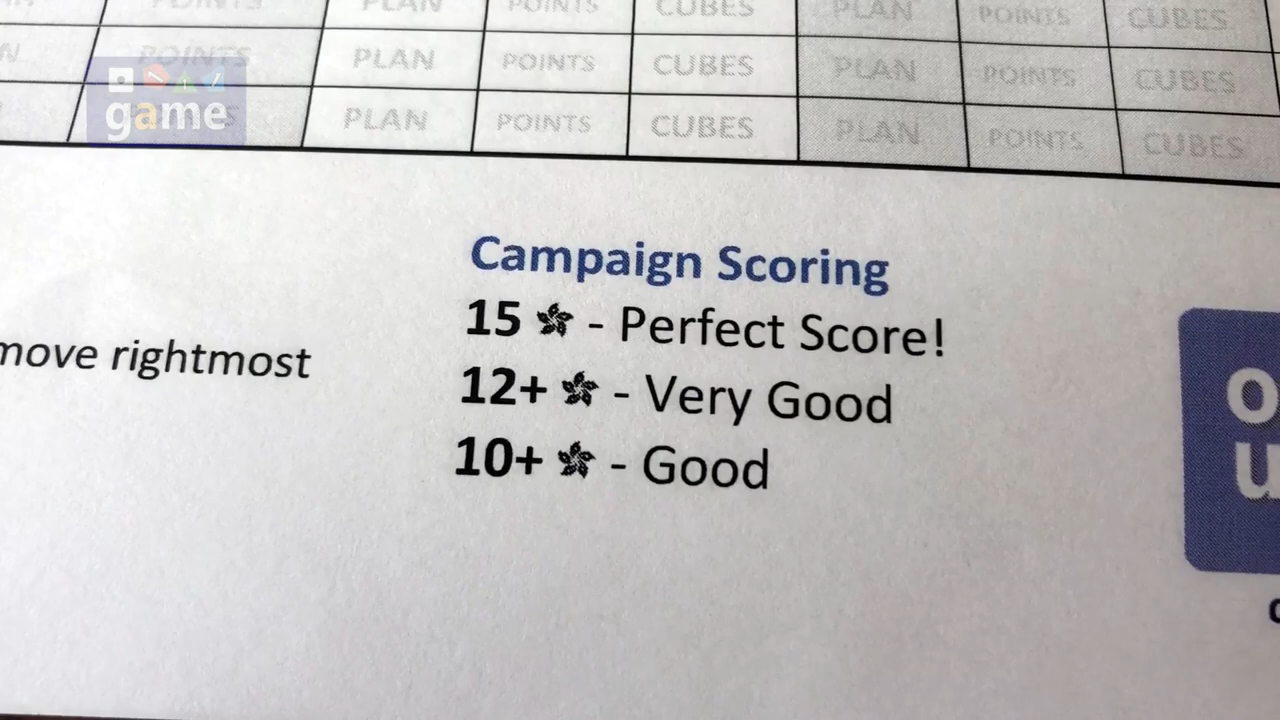 PLAN POINTS CUBES PLAN POINTS CUBES
POINTS PLAN POINTS CUBES PLAN POINTS CUBES
PLAN POINTS CUBES PLAN POINTS CUBES
game
Campaign Scoring
15 - Perfect Score!
12+ - Very Good
10+ - Good
move rightmost